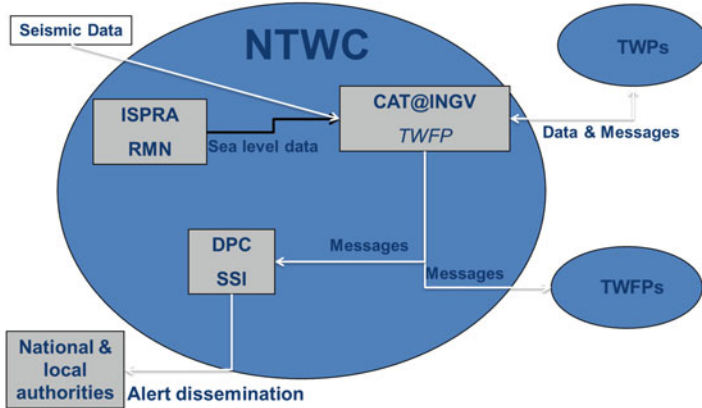 Seismic Data
NTWC
TWPs
ISPRA
RMN
CAT@INGV
TWFP
Sea level data
Data & Messages
DPC
SSI
Messages
Messages
TWFPs
National &
local
authorities
Alert dissemination